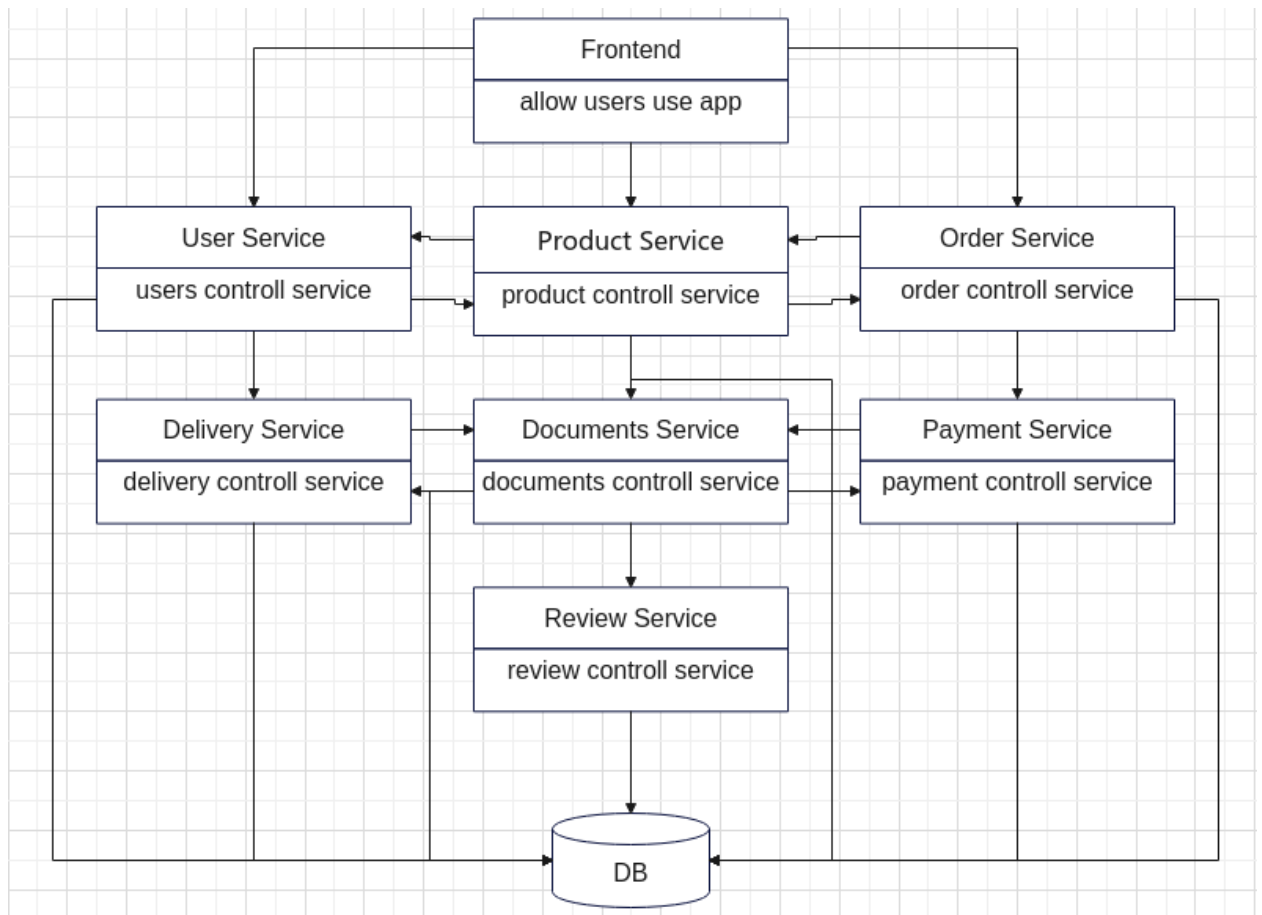 Frontend
allow users use app
User Service
users controll service
Product Service
product controll service
Order Service
order controll service
Delivery Service
delivery controll service
Documents Service
documents controll service
Payment Service
payment controll service
Review Service
review controll service
DB